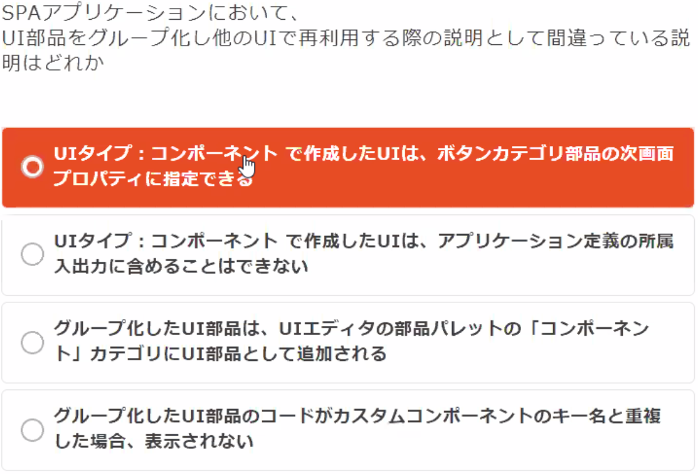 SPAアプリケーションにおいて、
UI部品をグループ化し他のUIで再利用する際の説明として間違っている説
明はどれか
UIタイプ：コンポーネント で作成したUIは、ボタンカテゴリ部品の次画面
プロパティに指定できる
UIタイプ：コンポーネント で作成したUIは、アプリケーション定義の所属
入出力に含めることはできない
グループ化したUI部品は、UIエディタの部品パレットの「コンポーネン
ト」カテゴリにUI部品として追加される
グループ化したUI部品のコードがカスタムコンポーネントのキー名と重複
した場合、表示されない